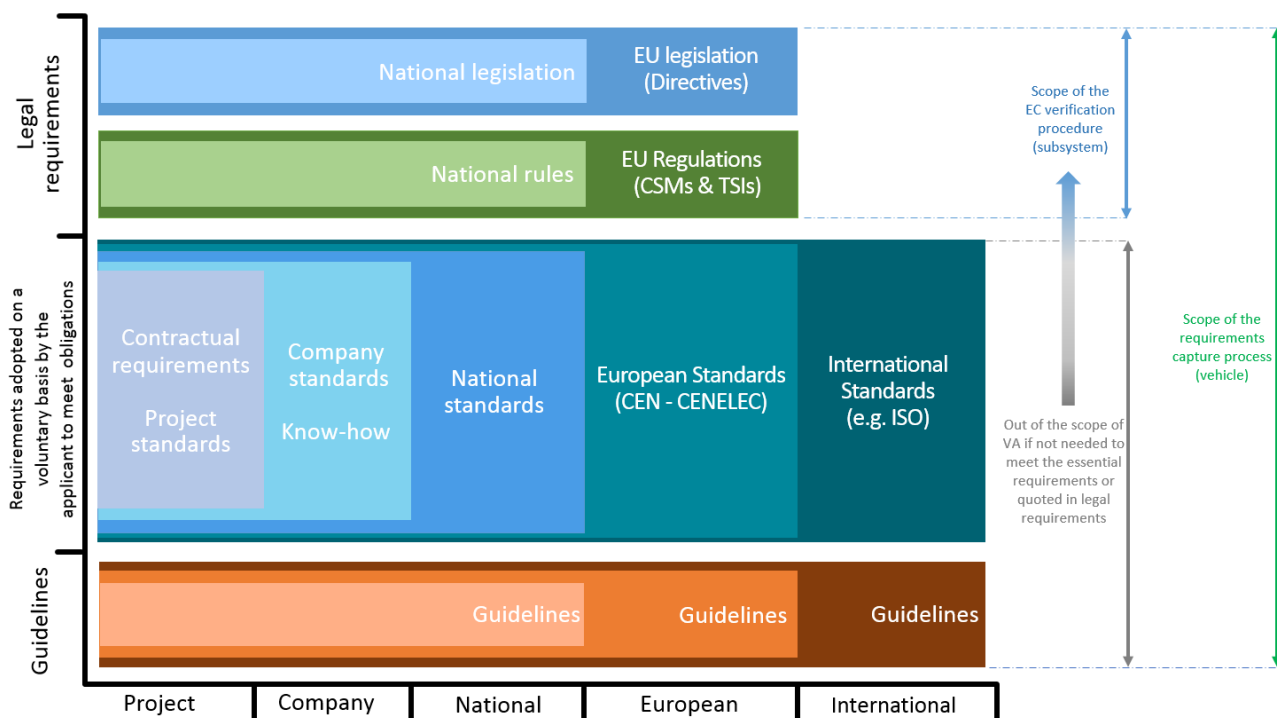 Legal
requirements
National legislation
EU legislation
(Directives)
National rules
EU Regulations
(CSMs & TSIs)
Scope of the
EC verification
procedure
(subsystem)
Requirements adopted on a
voluntary basis by the
applicant to meet obligations
Contractual
requirements
Project
standards
Company
standards
Know-how
National
standards
European Standards
(CEN - CENELEC)
International
Standards
(e.g. ISO)
Out of the scope of
VA if not needed to
meet the essential
requirements or
quoted in legal
requirements
Scope of the
requirements
capture process
(vehicle)
Guidelines
Guidelines
Guidelines
Guidelines
Project
Company
National
European
International